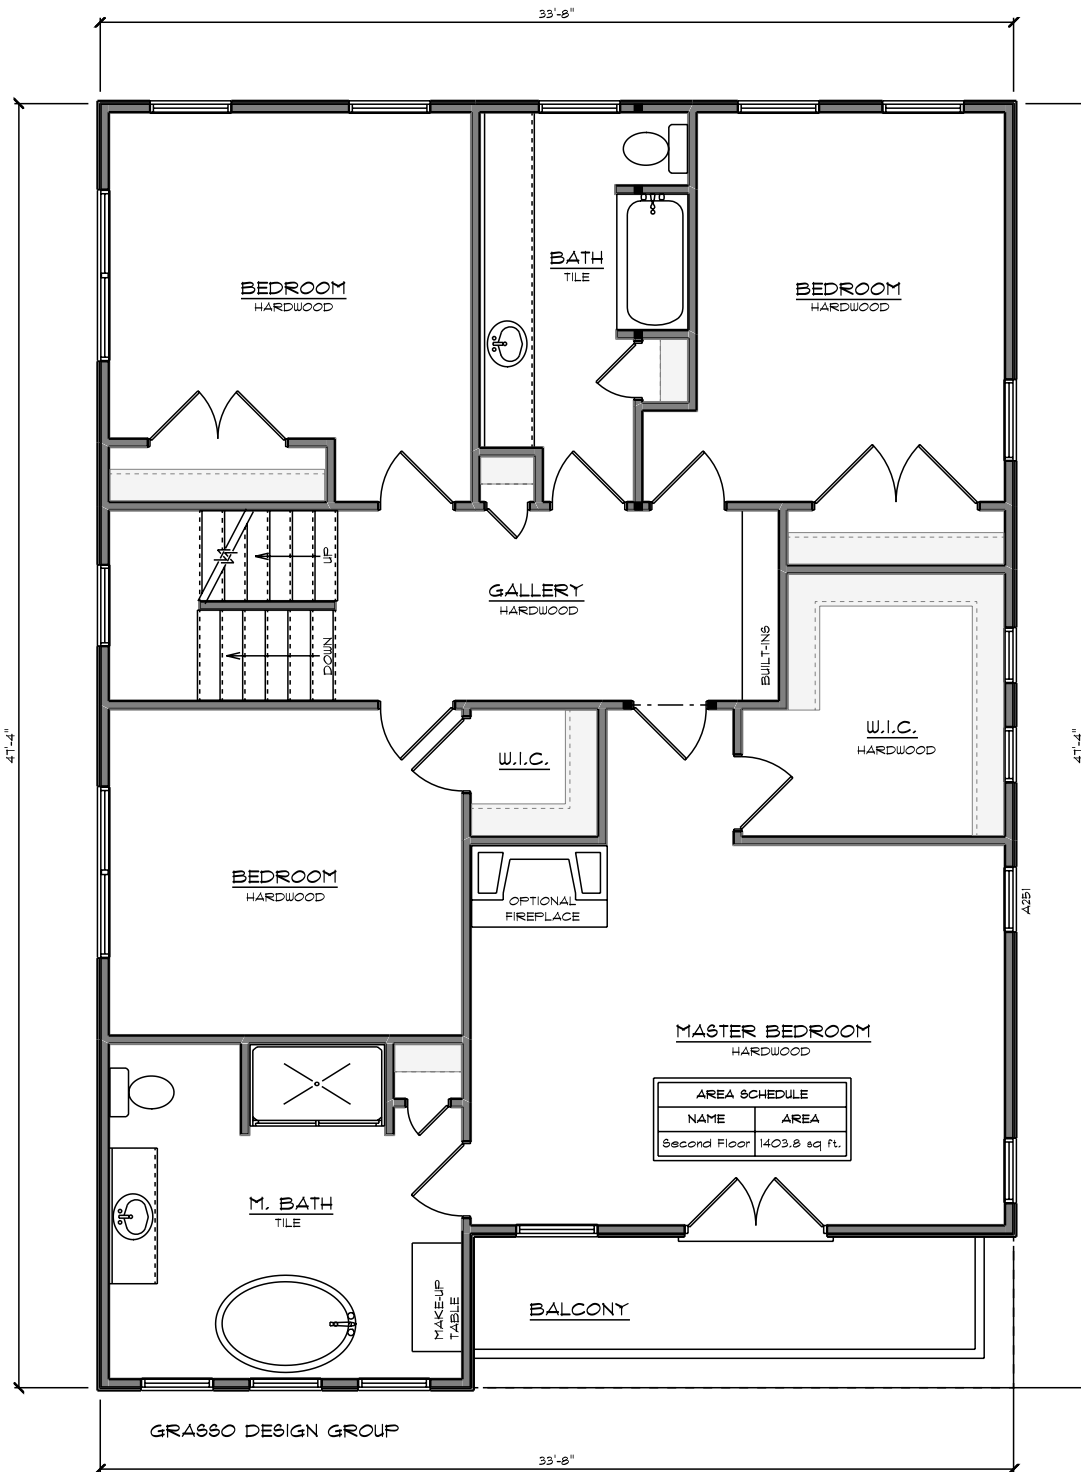 33'-8"
BATH
TILE
BEDROOM
HARDWOOD
BEDROOM
HARDWOOD
UP
GALLERY
HARDWOOD
DOWN
BUILT-INS
47'-4"
47'-4"
W.I.C.
HARDWOOD
W.I.C.
BEDROOM
HARDWOOD
OPTIONAL
FIREPLACE
A251
MASTER BEDROOM
HARDWOOD
AREA SCHEDULE
NAME AREA
Second Floor 1403.8 sq ft.
M. BATH
TILE
MAKE-UP
TABLE
BALCONY
GRASSO DESIGN GROUP
33'-8"